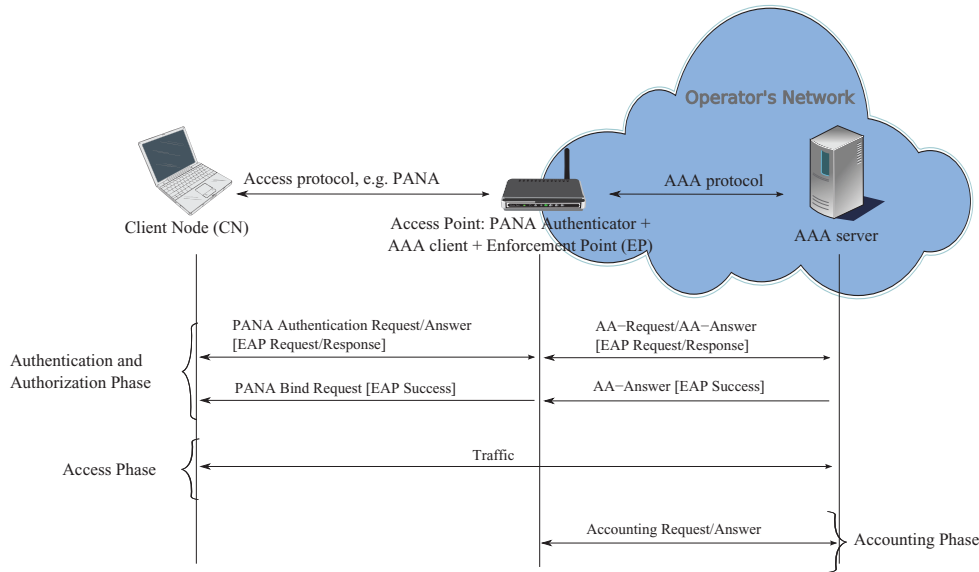 Operator's Network
Access protocol, e.g. PANA
AAA protocol
Client Node (CN)
Access Point: PANA Authenticator +
AAA client + Enforcement Point (EP)
AAA server
PANA Authentication Request/Answer
[EAP Request/Response]
AA−Request/AA−Answer
[EAP Request/Response]
Authentication and
Authorization Phase
PANA Bind Request [EAP Success]
AA−Answer [EAP Success]
Traffic
Access Phase
Accounting Request/Answer
Accounting Phase